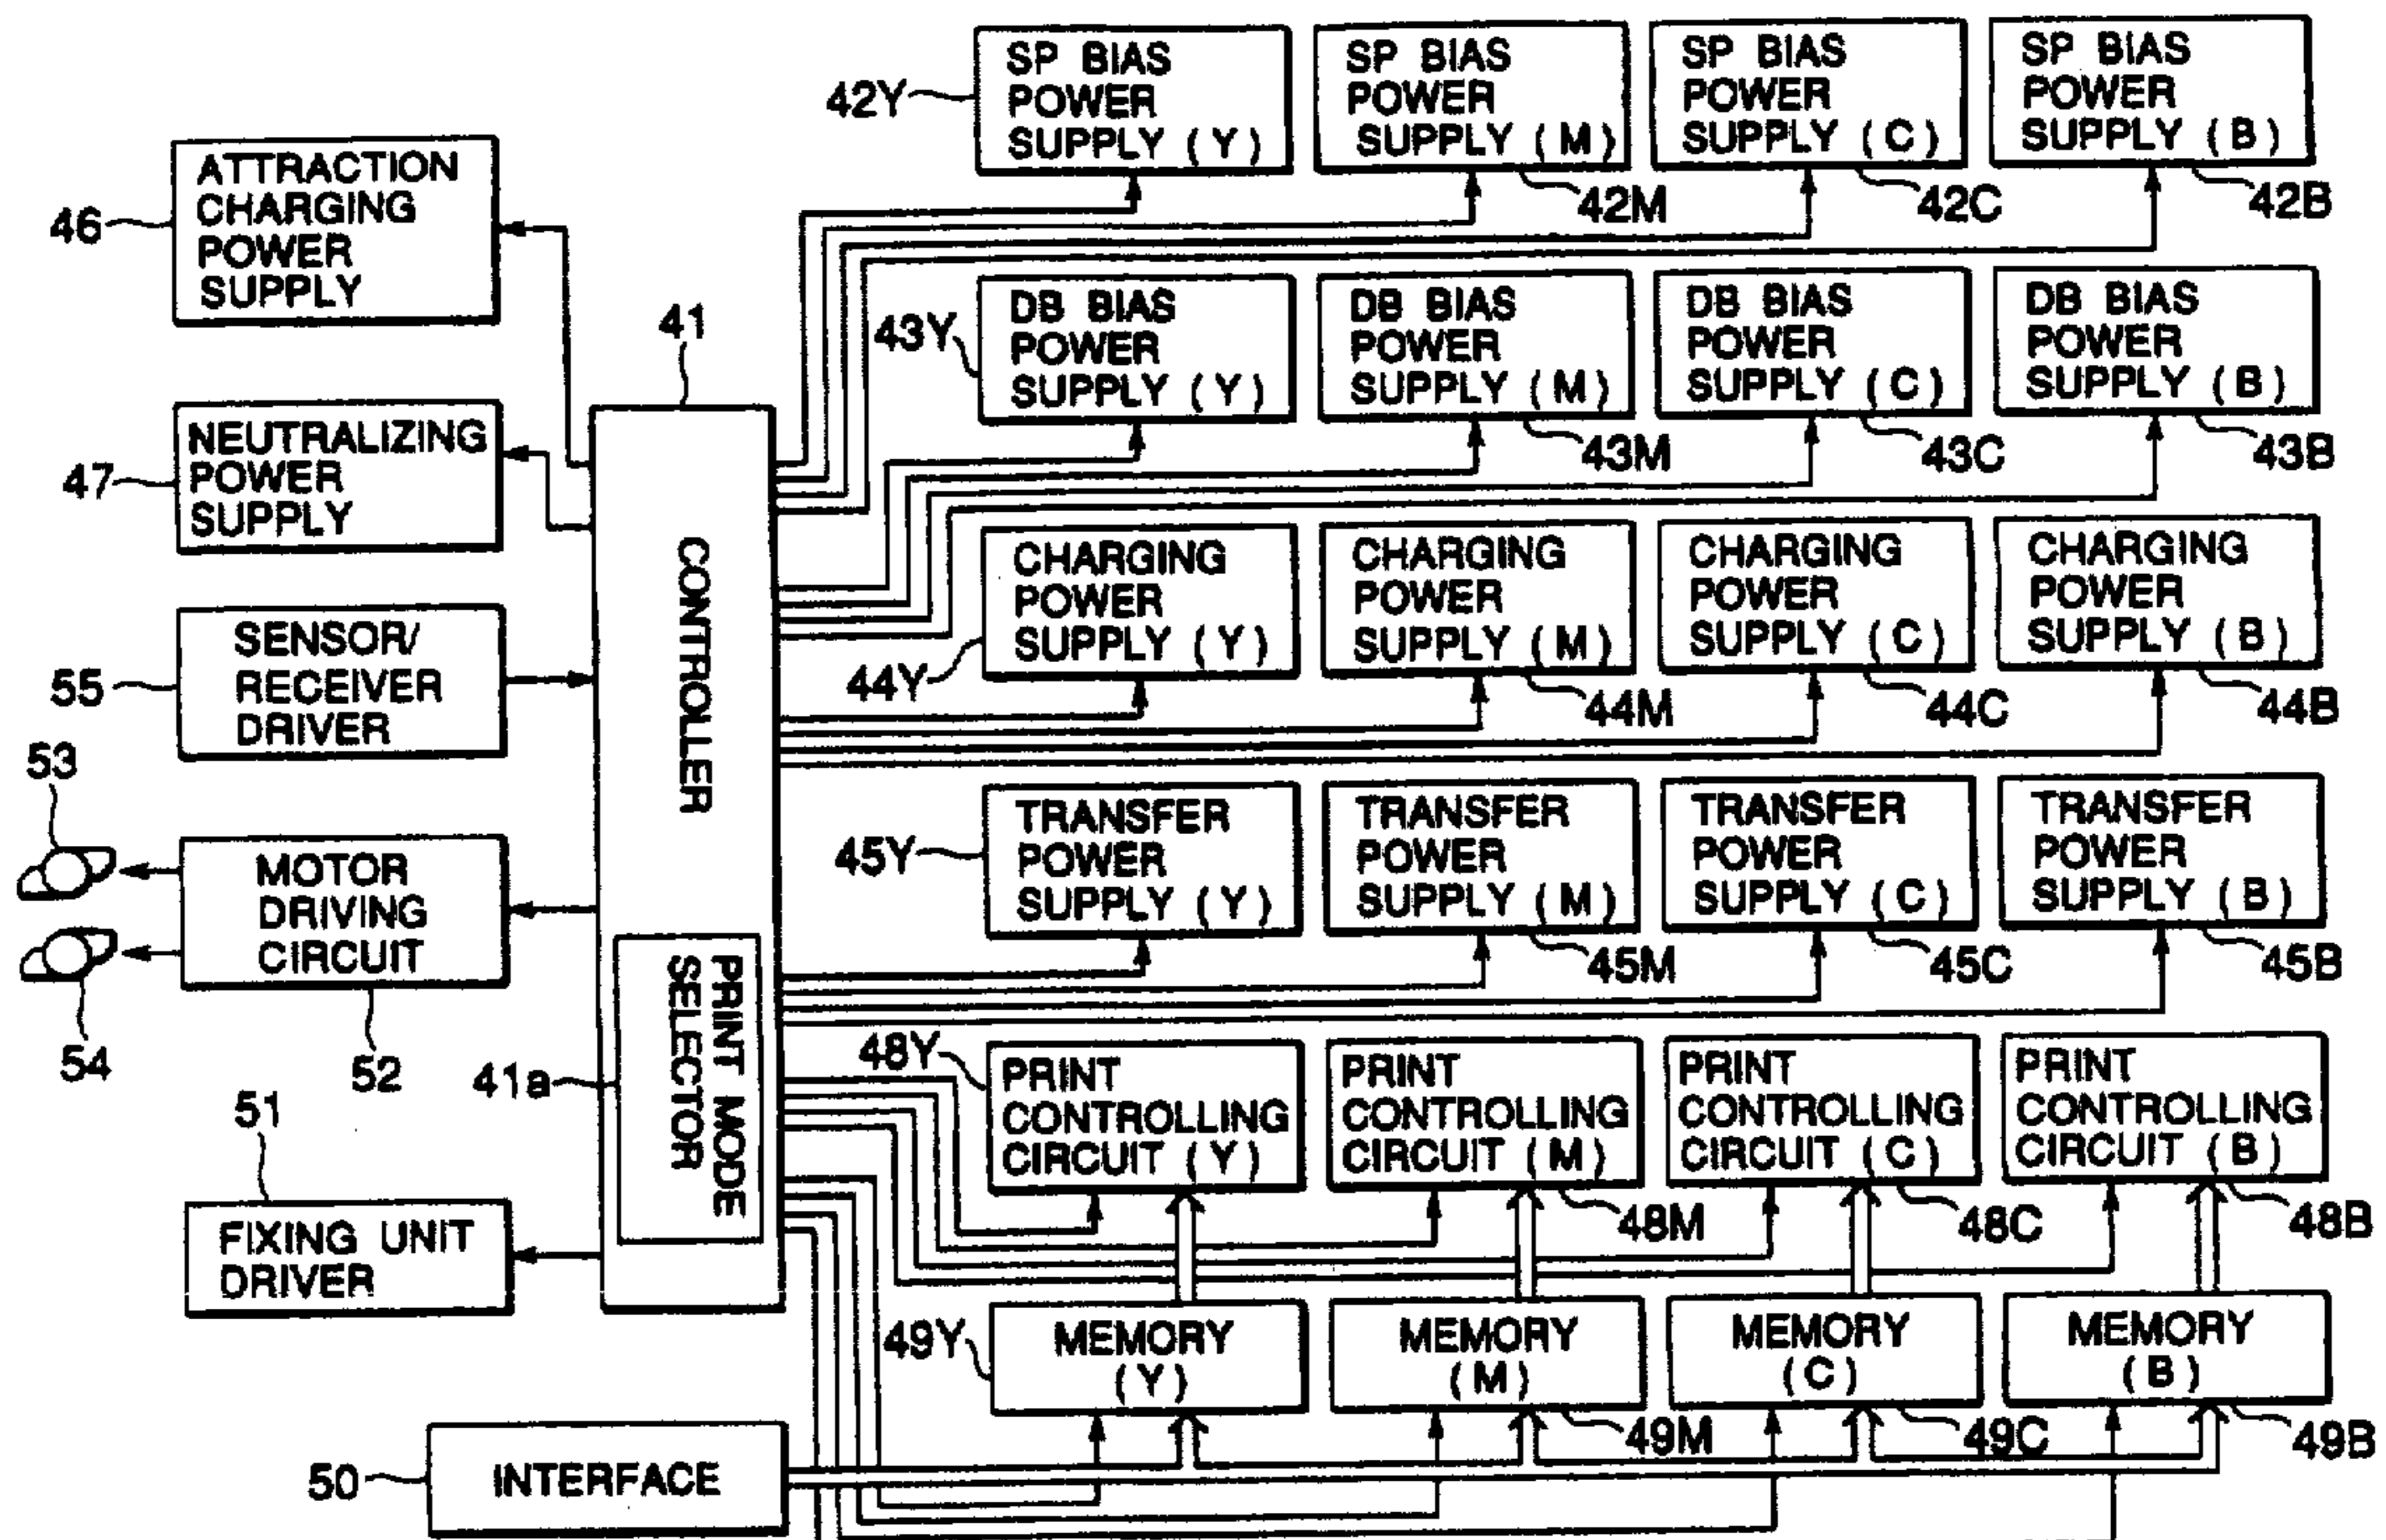 SP BIAS
POWER
SUPPLY (Y)
42Y
SP BIAS
POWER
SUPPLY (M)
42M
SP BIAS
POWER
SUPPLY (C)
42C
SP BIAS
POWER
SUPPLY (B)
42B
ATTRACTION
CHARGING
POWER
SUPPLY
46
41
43Y
DB BIAS
POWER
SUPPLY (Y)
DB BIAS
POWER
SUPPLY (M)
43M
DB BIAS
POWER
SUPPLY (C)
43C
DB BIAS
POWER
SUPPLY (B)
43B
NEUTRALIZING
POWER
SUPPLY
47
CONTROLLER
CHARGING
POWER
SUPPLY (Y)
44Y
CHARGING
POWER
SUPPLY (M)
44M
CHARGING
POWER
SUPPLY (C)
44C
CHARGING
POWER
SUPPLY (B)
44B
SENSOR/
RECEIVER
DRIVER
55
53
MOTOR
DRIVING
CIRCUIT
54
52
TRANSFER
POWER
SUPPLY (Y)
45Y
TRANSFER
POWER
SUPPLY (M)
45M
TRANSFER
POWER
SUPPLY (C)
45C
TRANSFER
POWER
SUPPLY (B)
45B
PRINT MODE
SELECTOR
41a
48Y
PRINT
CONTROLLING
CIRCUIT (Y)
PRINT
CONTROLLING
CIRCUIT (M)
48M
PRINT
CONTROLLING
CIRCUIT (C)
48C
PRINT
CONTROLLING
CIRCUIT (B)
48B
51
FIXING UNIT
DRIVER
49Y
MEMORY
(Y)
MEMORY
(M)
49M
MEMORY
(C)
49C
MEMORY
(B)
49B
50
INTERFACE